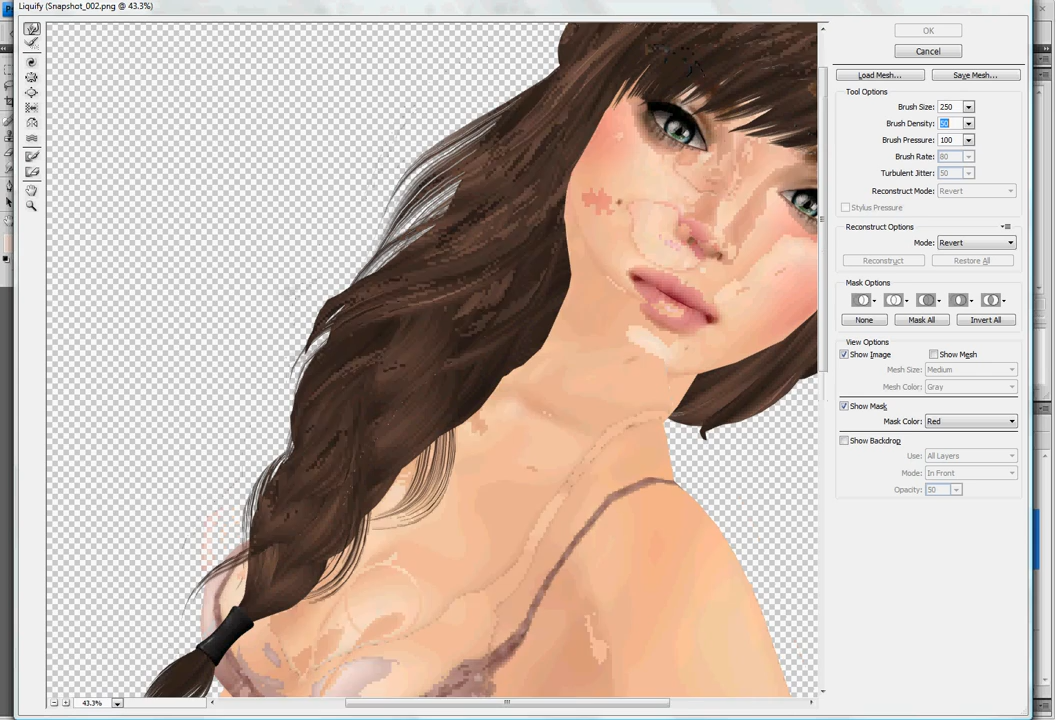 Liquify (Snapshot_002.png @ 43.3%)
OK
Cancel
Load Mesh... Save Mesh...
Tool Options
Brush Size: 250
Brush Density: 50
Brush Pressure: 100
Brush Rate: 80
Turbulent Jitter: 50
Reconstruct Mode: Revert
Stylus Pressure
Reconstruct Options
Mode: Revert
Reconstruct Restore All
Mask Options
None Mask All Invert All
View Options
Show Image Show Mesh
Mesh Size: Medium
Mesh Color: Gray
Show Mask
Mask Color: Red
Show Backdrop
Use: All Layers
Mode: In Front
Opacity: 50
43.3%